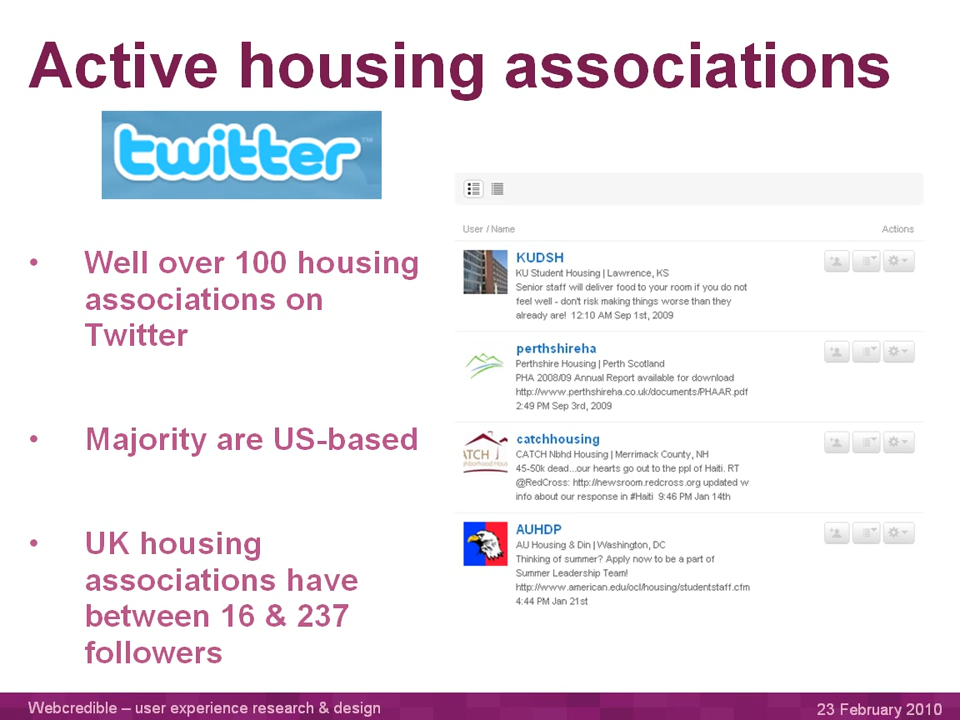 Active housing associations
twitter™
• Well over 100 housing
associations on
Twitter
• Majority are US-based
• UK housing
associations have
between 16 & 237
followers
User / Name Actions
KUDSH
KU Student Housing | Lawrence, KS
Senior staff will deliver food to your room if you do not
feel well - don't risk making things worse than they
already are! 12:10 AM Sep 1st, 2009
perthshireha
Perthshire Housing | Perth Scotland
PHA 2008/09 Annual Report available for download
http://www.perthshireha.co.uk/documents/PHAAR.pdf
2:49 PM Sep 3rd, 2009
ATCH
catchhousing
CATCH Nbhd Housing | Merrimack County, NH
45-50k dead...our hearts go out to the ppl of Haiti. RT
@RedCross: http://newsroom.redcross.org updated w
info about our response in #Haiti 9:46 PM Jan 14th
AUHDP
AU Housing & Din | Washington, DC
Thinking of summer? Apply now to be a part of
Summer Leadership Team!
http://www.american.edu/ocl/housing/studentstaff.cfm
4:44 PM Jan 21st
Webcredible – user experience research & design
23 February 2010